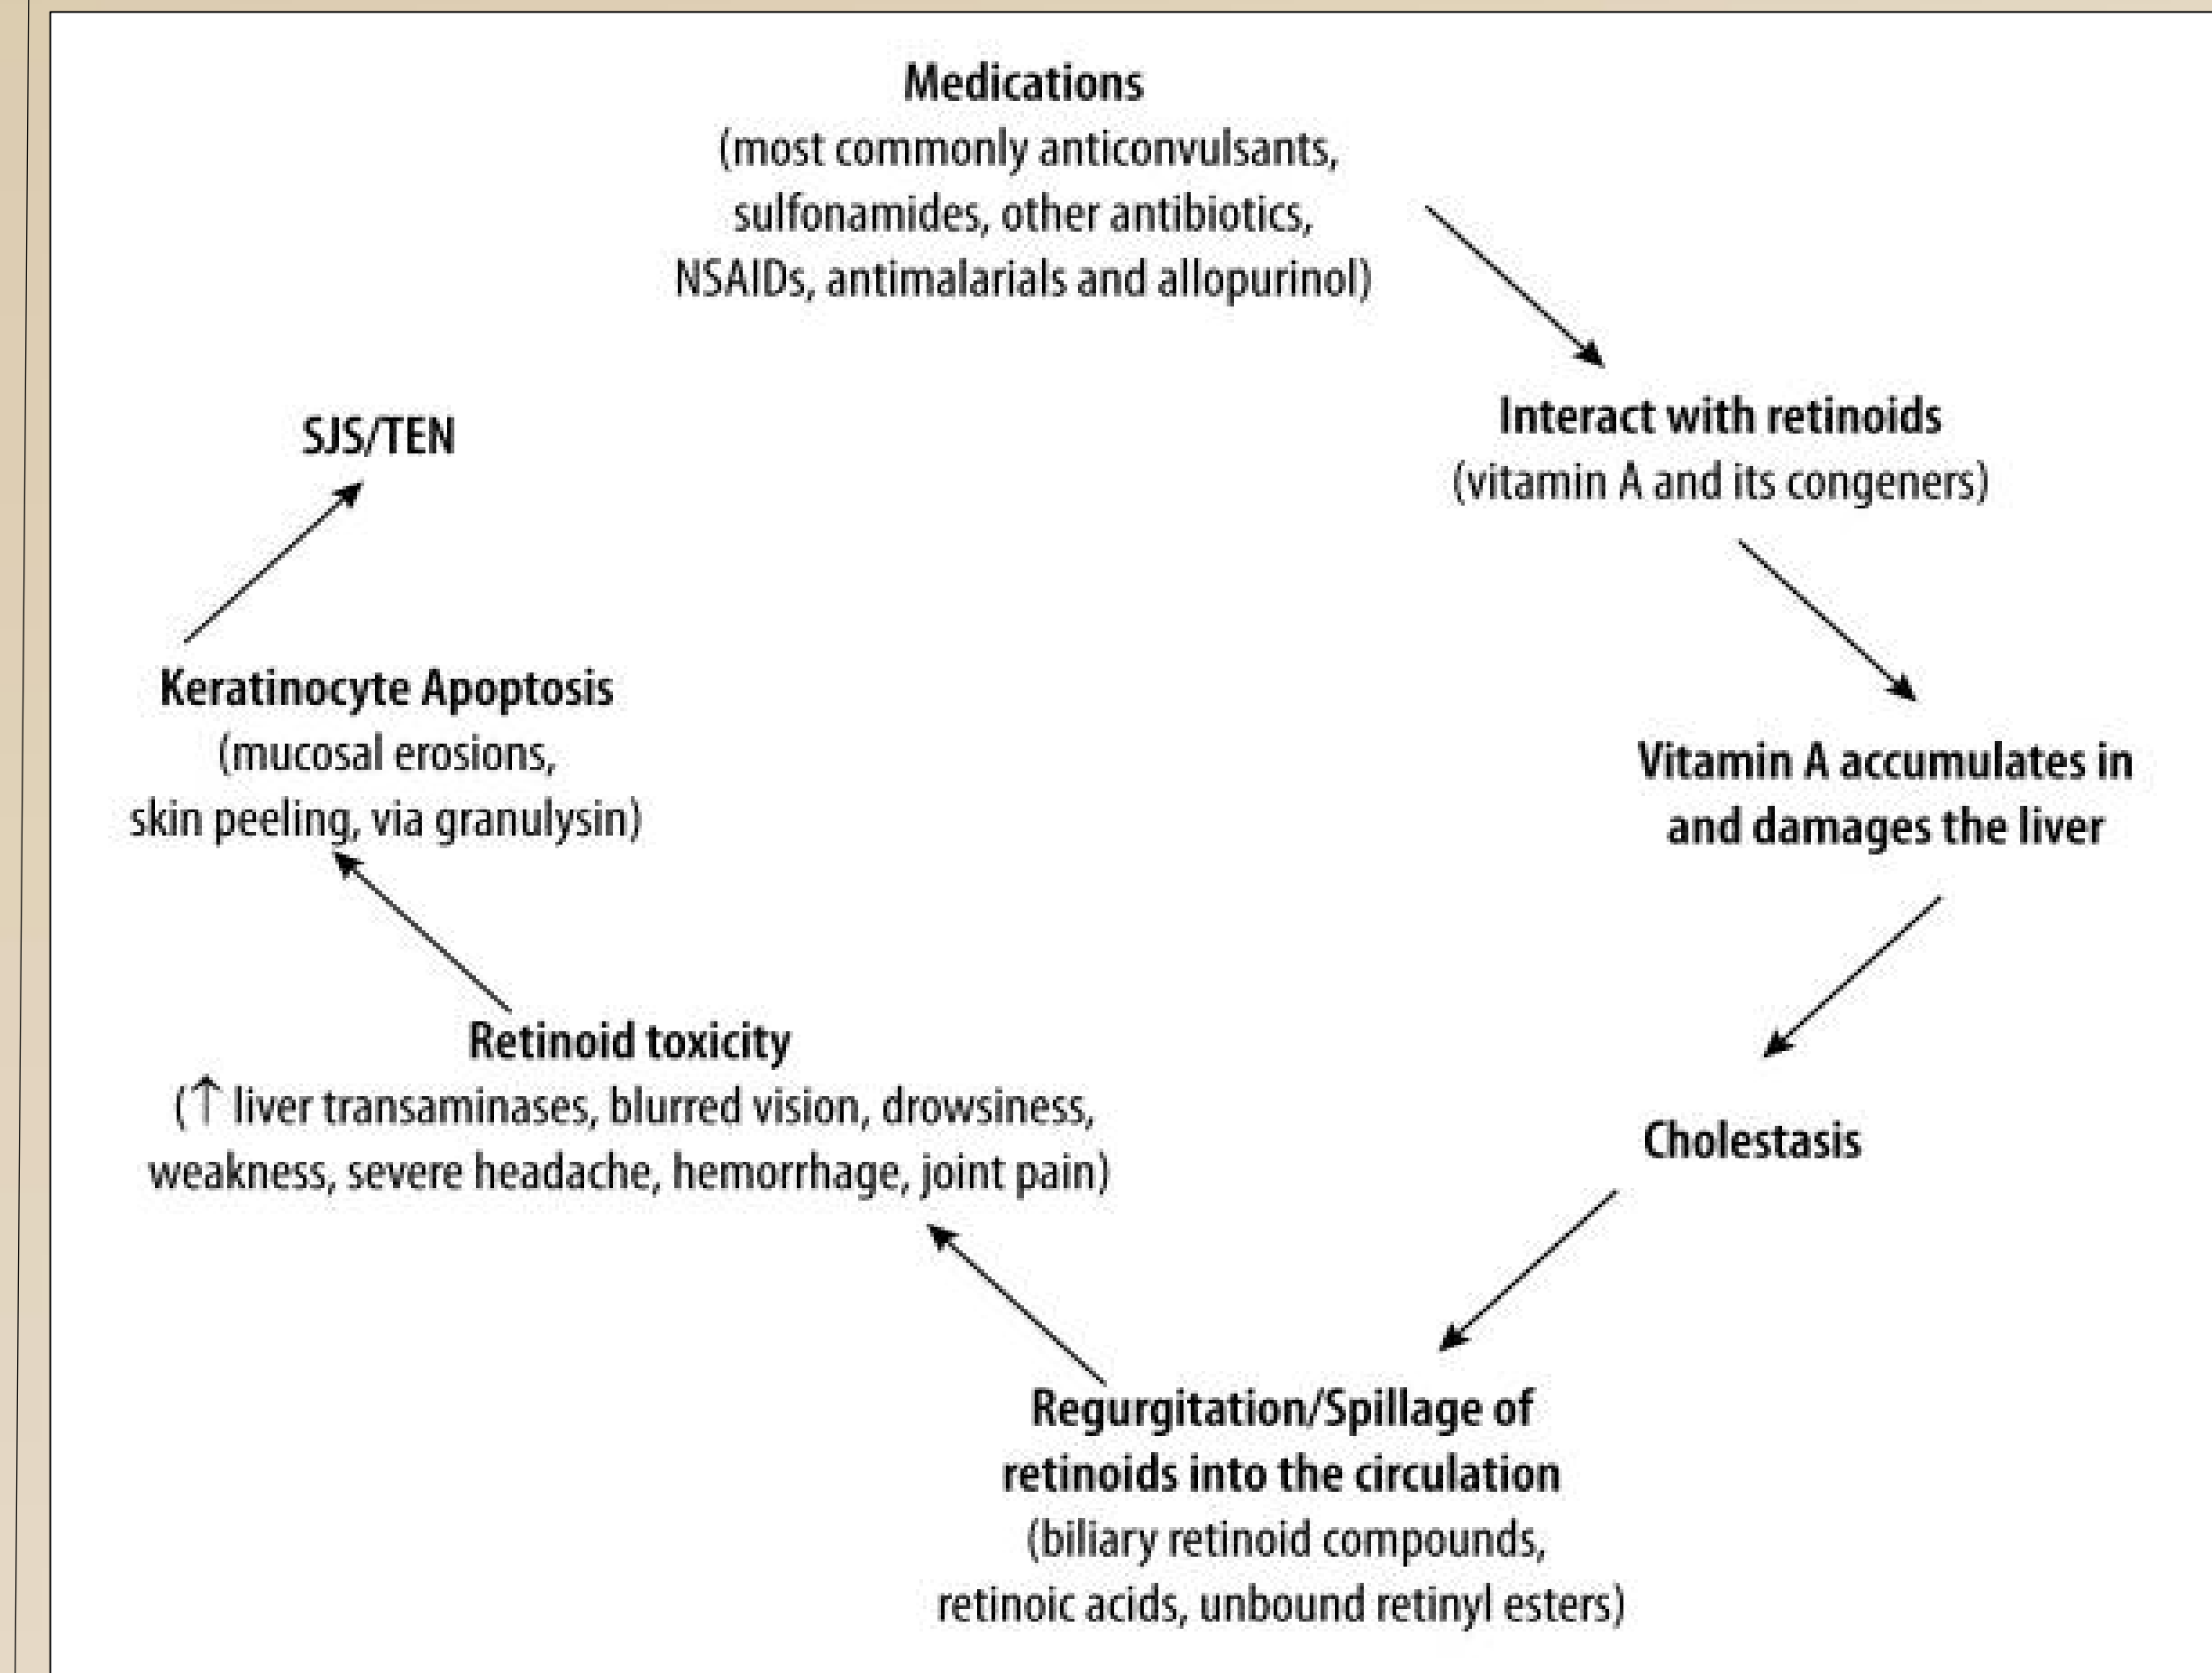 Medications
(most commonly anticonvulsants,
sulfonamides, other antibiotics,
NSAIDs, antimalarials and allopurinol)
Interact with retinoids
(vitamin A and its congeners)
Vitamin A accumulates in
and damages the liver
Cholestasis
Regurgitation/Spillage of
retinoids into the circulation
(biliary retinoid compounds,
retinoic acids, unbound retinyl esters)
Retinoid toxicity
(↑ liver transaminases, blurred vision, drowsiness,
weakness, severe headache, hemorrhage, joint pain)
Keratinocyte Apoptosis
(mucosal erosions,
skin peeling, via granulysin)
SJS/TEN